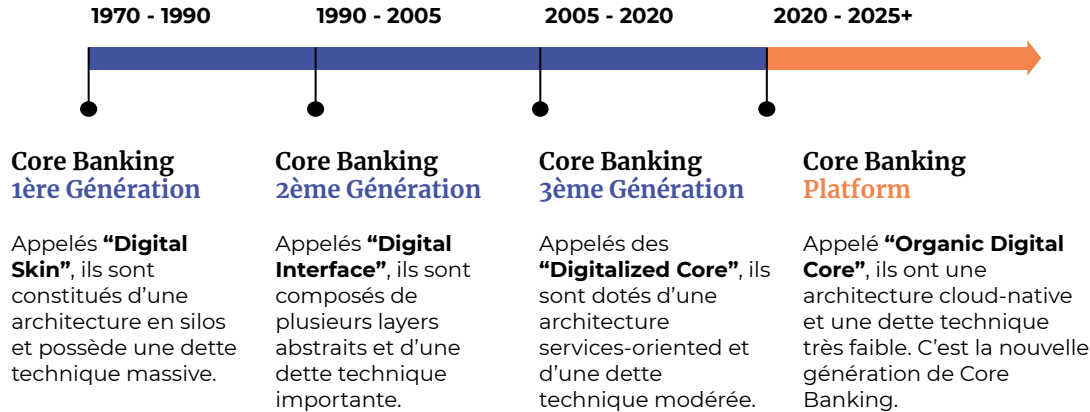 1970 - 1990
1990 - 2005
2005 - 2020
2020 - 2025+
Core Banking
1ère Génération
Appelés “Digital
Skin”, ils sont
constitués d’une
architecture en silos
et possède une dette
technique massive.
Core Banking
2ème Génération
Appelés “Digital
Interface”, ils sont
composés de
plusieurs layers
abstraits et d’une
dette technique
importante.
Core Banking
3ème Génération
Appelés des
“Digitalized Core”, ils
sont dotés d’une
architecture
services-oriented et
d’une dette
technique modérée.
Core Banking
Platform
Appelé “Organic Digital
Core”, ils ont une
architecture cloud-native
et une dette technique
très faible. C’est la nouvelle
génération de Core
Banking.